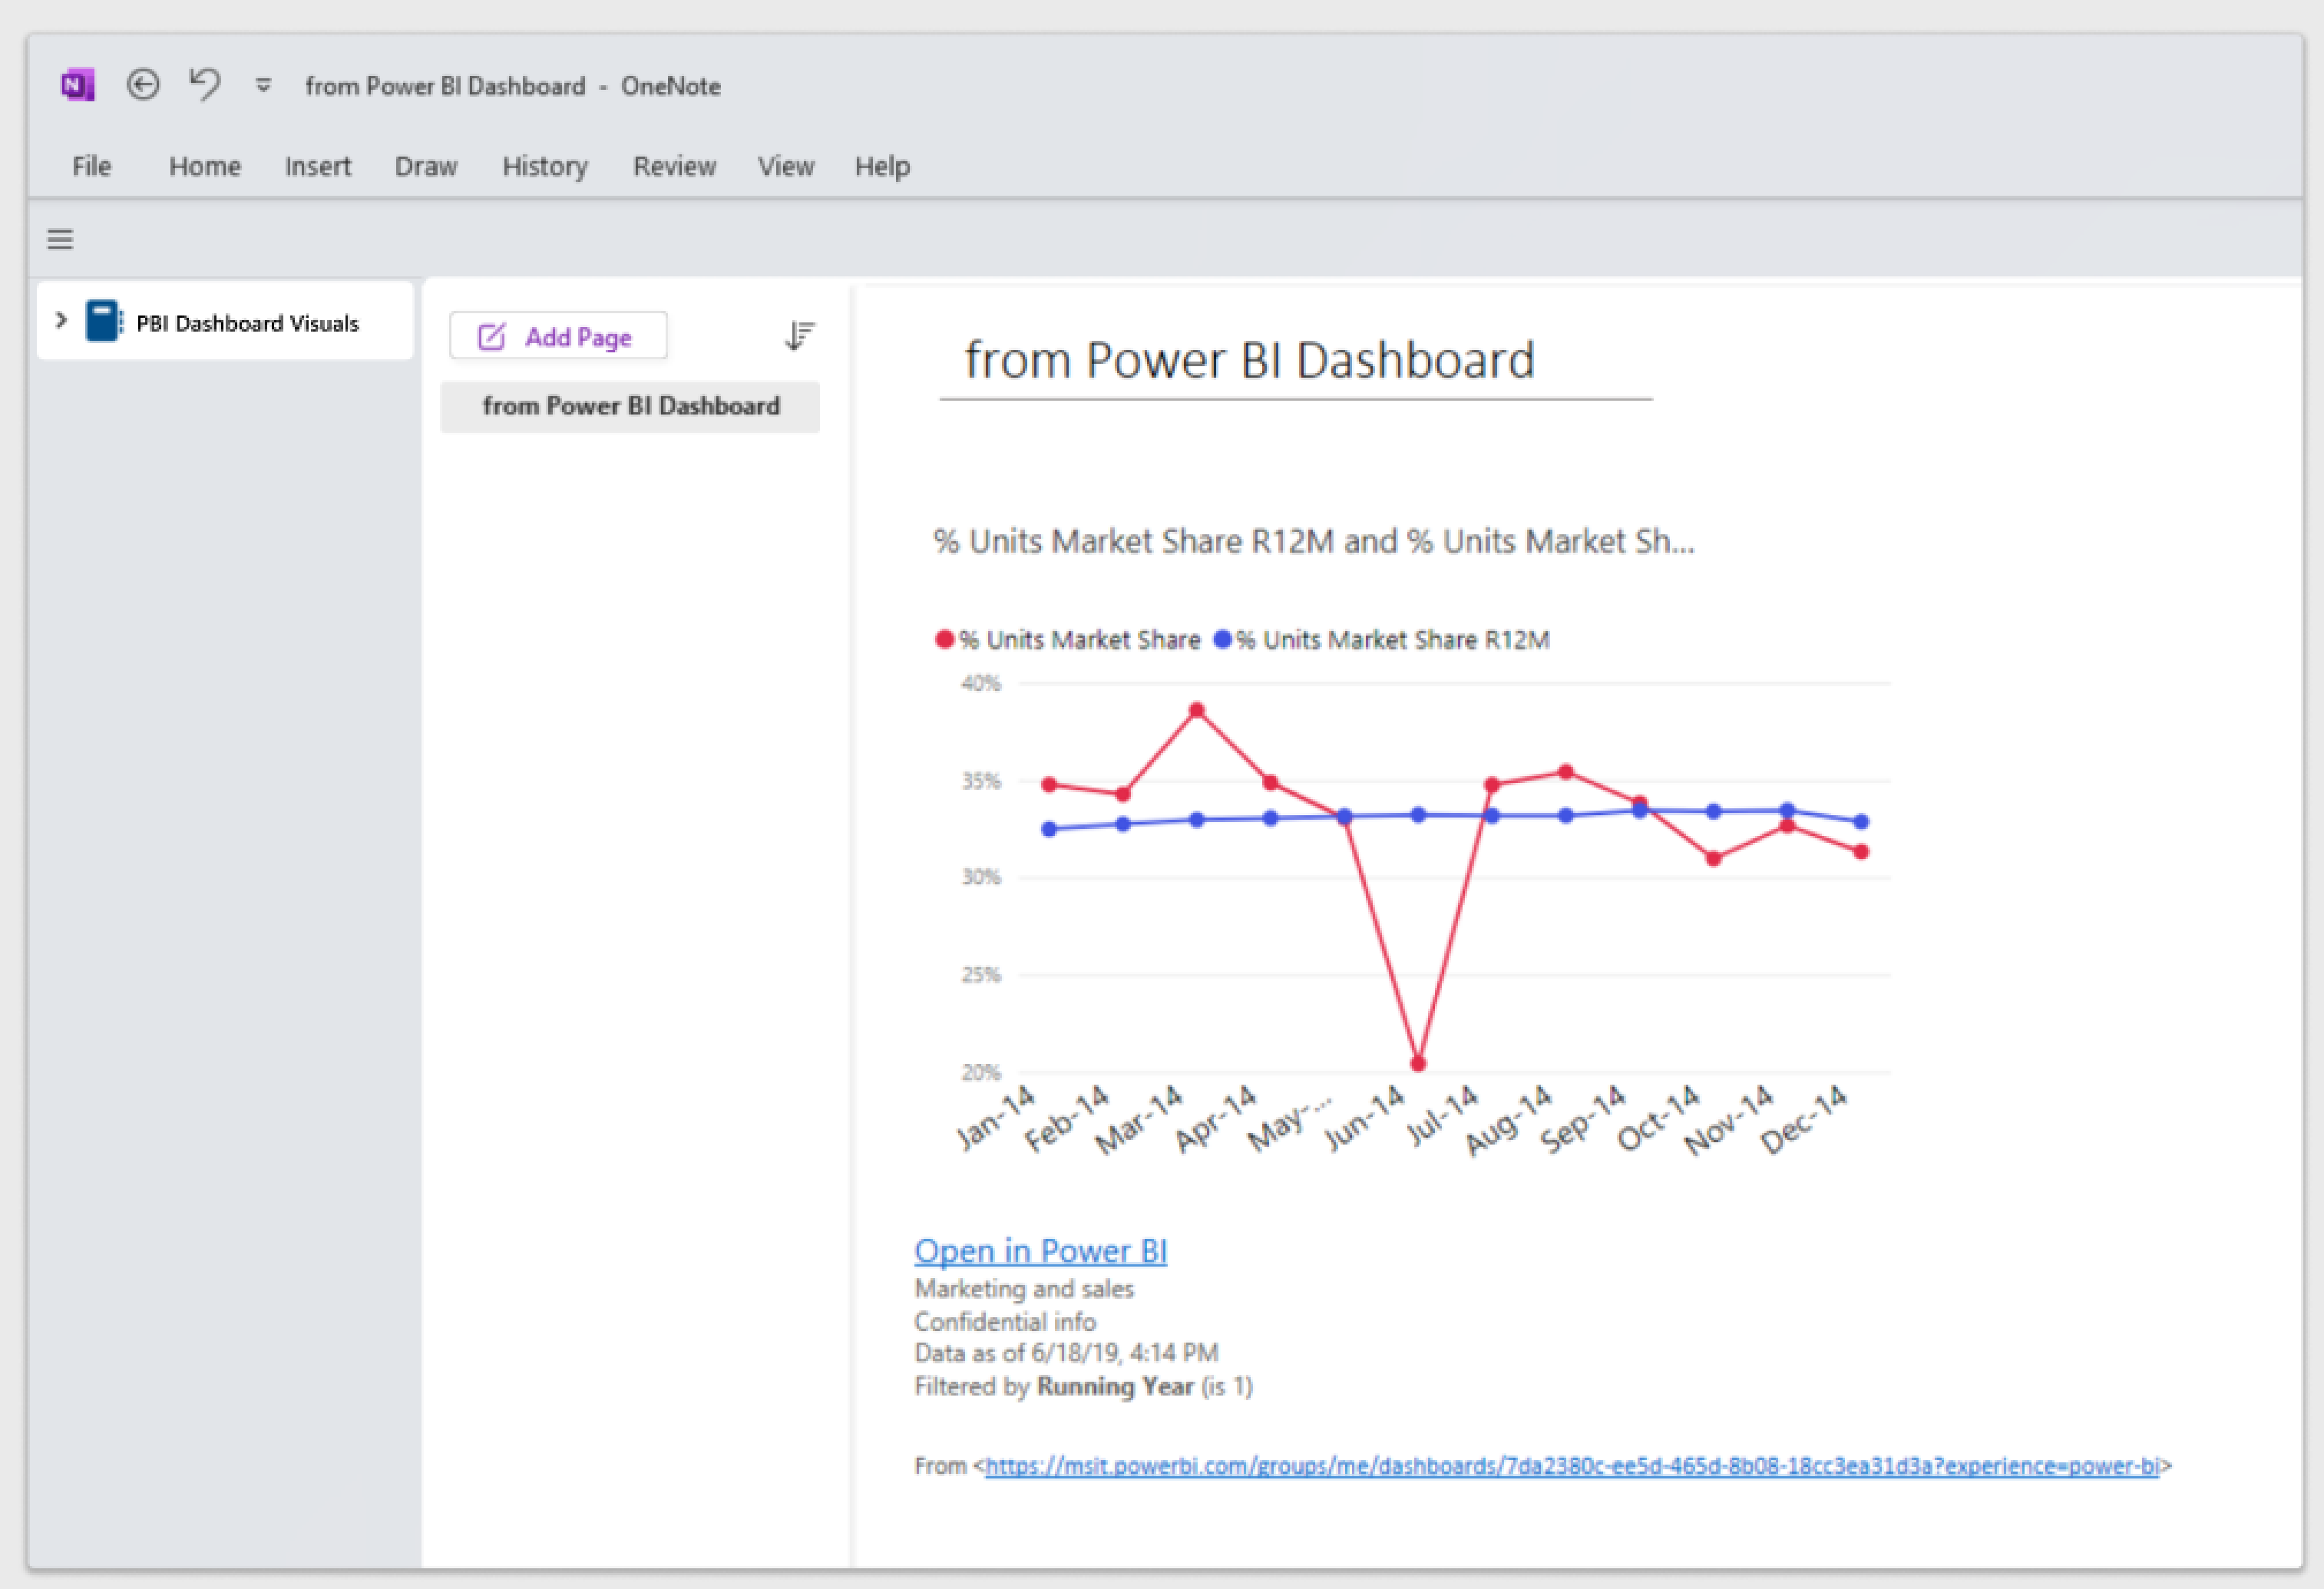 from Power BI Dashboard - OneNote
File Home Insert Draw History Review View Help
PBI Dashboard Visuals
Add Page
from Power BI Dashboard
from Power BI Dashboard
% Units Market Share R12M and % Units Market Sh...
% Units Market Share % Units Market Share R12M
40%
35%
30%
25%
20%
Jan-14 Feb-14 Mar-14 Apr-14 May-... Jun-14 Jul-14 Aug-14 Sep-14 Oct-14 Nov-14 Dec-14
Open in Power BI
Marketing and sales
Confidential info
Data as of 6/18/19, 4:14 PM
Filtered by Running Year (is 1)
From <https://msit.powerbi.com/groups/me/dashboards/7da2380c-ee5d-465d-8b08-18cc3ea31d3a?experience=power-bi>